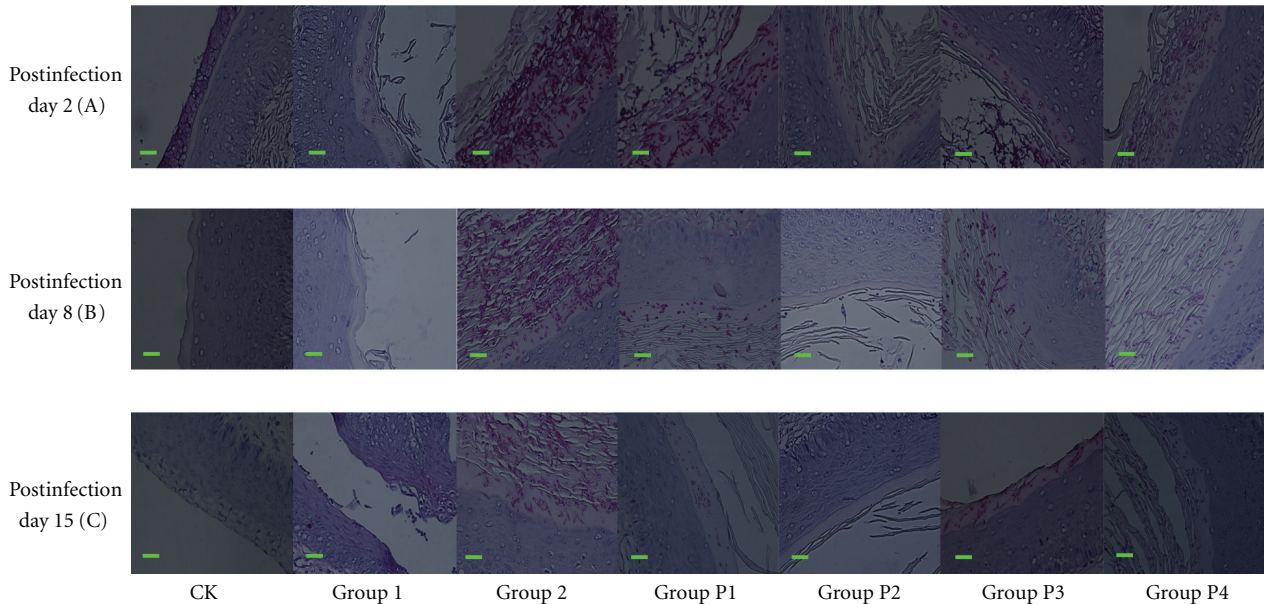 Postinfection
day 2 (A)
Postinfection
day 8 (B)
Postinfection
day 15 (C)
CK Group 1 Group 2 Group P1 Group P2 Group P3 Group P4